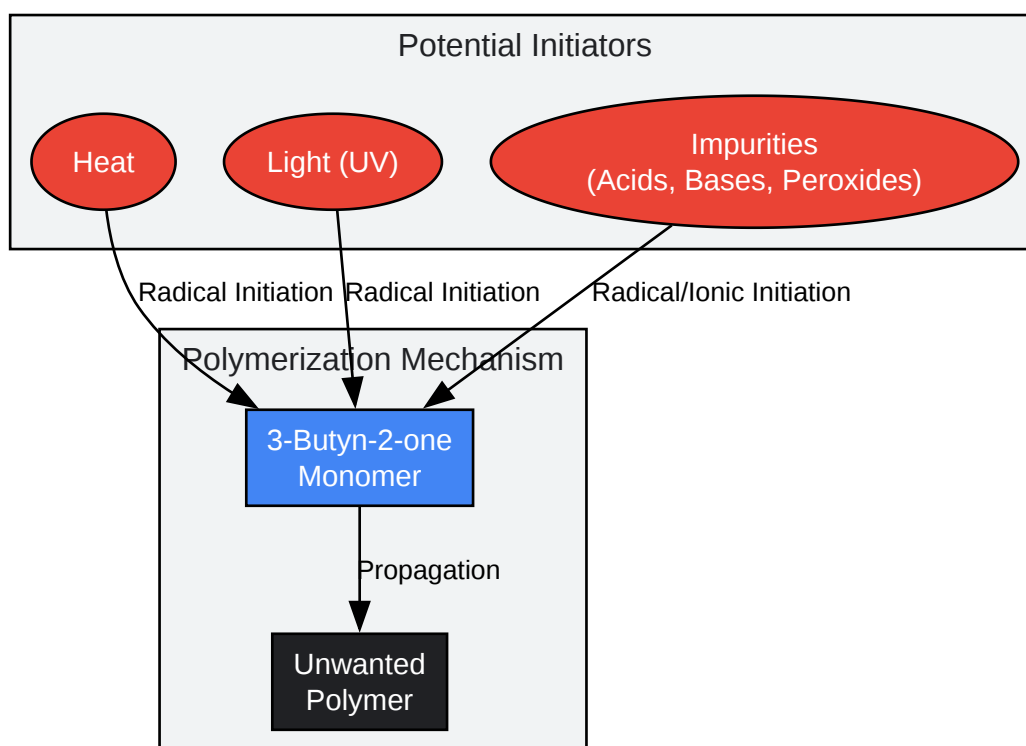 Potential Initiators
Heat
Light (UV)
Impurities
(Acids, Bases, Peroxides)
Radical Initiation
Radical Initiation
Radical/Ionic Initiation
Polymerization Mechanism
3-Butyn-2-one
Monomer
Propagation
Unwanted
Polymer